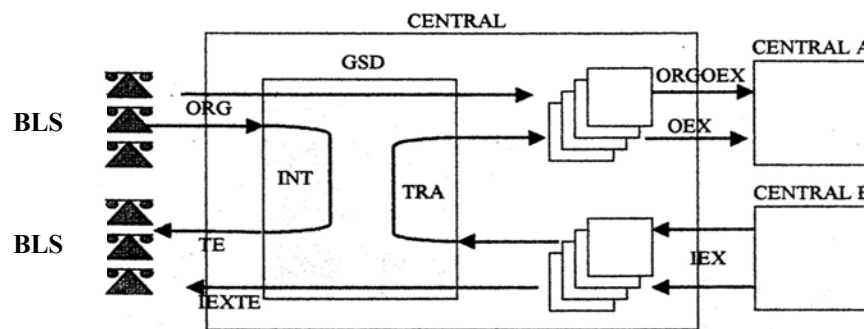 CENTRAL
CENTRAL A
GSD
ORGOEX
ORG
BLS
OEX
INT
TRA
CENTRAL B
BLS
TE
IEX
IEXTE